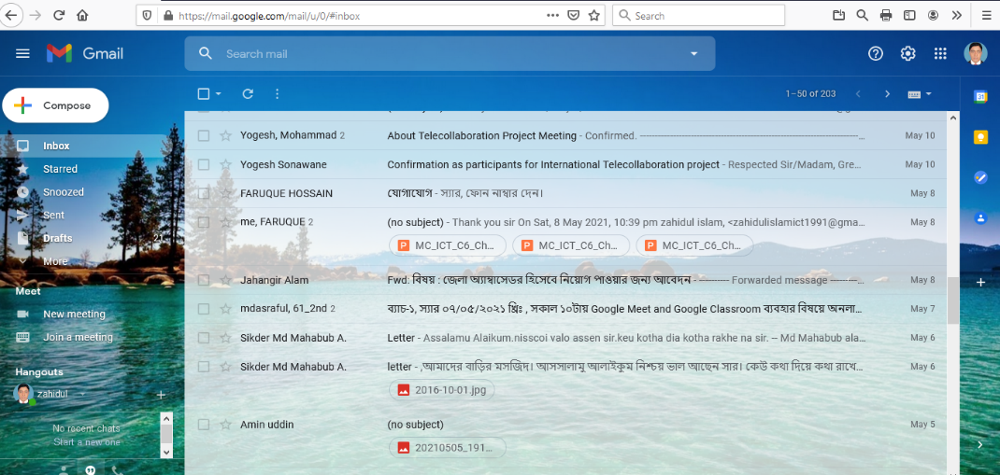 https://mail.google.com/mail/u/0/#inbox
Search
Gmail
Search mail
1–50 of 203
Compose
Inbox
Starred
Snoozed
Sent
Drafts
More
Meet
New meeting
Join a meeting
Hangouts
zahidul
No recent chats
Start a new one
Yogesh, Mohammad 2 About Telecollaboration Project Meeting - Confirmed. May 10
Yogesh Sonawane Confirmation as participants for International Telecollaboration project - Respected Sir/Madam, Gre... May 10
FARUQUE HOSSAIN যোগাযোগ - স্যার, ফোন নাম্বার দেন। May 8
me, FARUQUE 2 (no subject) - Thank you sir On Sat, 8 May 2021, 10:39 pm zahidul islam, <zahidulislamict1991@gma... May 8
MC_ICT_C6_Ch... MC_ICT_C6_Ch... MC_ICT_C6_Ch...
Jahangir Alam Fwd: বিষয় : জেলা অ্যাম্বাসেডর হিসেবে নিয়োগ পাওয়ার জন্য আবেদন - ---------- Forwarded message --------... May 8
mdasraful, 61_2nd 2 ব্যাচ-১, স্যার ০৭/০৫/২০২১ খ্রিঃ , সকাল ১০টায় Google Meet and Google Classroom ব্যবহার বিষয়ে অনলা... May 7
Sikder Md Mahabub A. Letter - Assalamu Alaikum.nisscoi valo assen sir.keu kotha dia kotha rakhe na sir. -- Md Mahabub ala... May 6
Sikder Md Mahabub A. letter - ,আমাদের বাড়ির মসজিদ। আসসালামু আলাইকুম নিশ্চয় ভাল আছেন সার। কেউ কথা দিয়ে কথা রাখে... May 6
2016-10-01.jpg
Amin uddin (no subject) May 5
20210505_191...